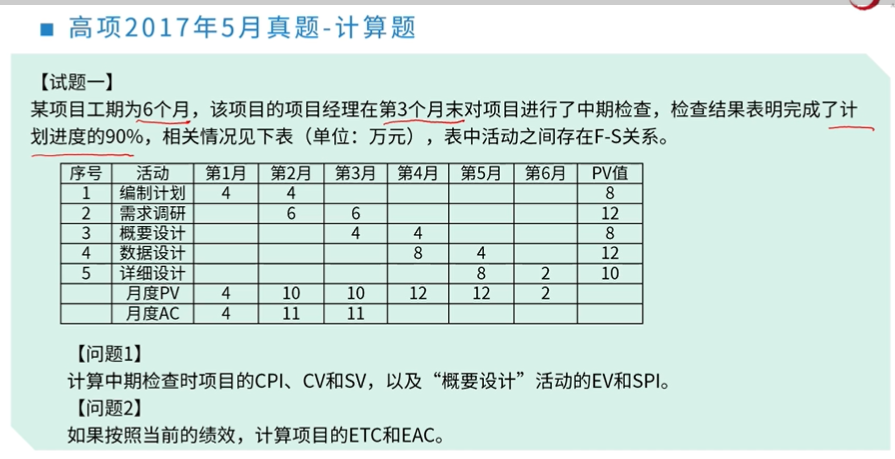 ■ 高项2017年5月真题-计算题
【试题一】
某项目工期为6个月，该项目的项目经理在第3个月末对项目进行了中期检查，检查结果表明完成了计
划进度的90%，相关情况见下表（单位：万元），表中活动之间存在F-S关系。
序号 活动 第1月 第2月 第3月 第4月 第5月 第6月 PV值
1 编制计划 4 4 8
2 需求调研 6 6 12
3 概要设计 4 4 8
4 数据设计 8 4 12
5 详细设计 8 2 10
月度PV 4 10 10 12 12 2
月度AC 4 11 11
【问题1】
计算中期检查时项目的CPI、CV和SV，以及“概要设计”活动的EV和SPI。
【问题2】
如果按照当前的绩效，计算项目的ETC和EAC。